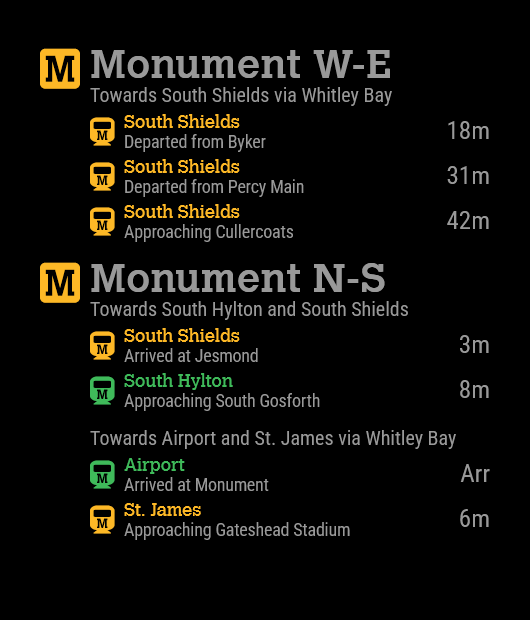 M Monument W-E
Towards South Shields via Whitley Bay
M South Shields
Departed from Byker
18m
M South Shields
Departed from Percy Main
31m
M South Shields
Approaching Cullercoats
42m
M Monument N-S
Towards South Hylton and South Shields
M South Shields
Arrived at Jesmond
3m
M South Hylton
Approaching South Gosforth
8m
Towards Airport and St. James via Whitley Bay
M Airport
Arrived at Monument
Arr
M St. James
Approaching Gateshead Stadium
6m